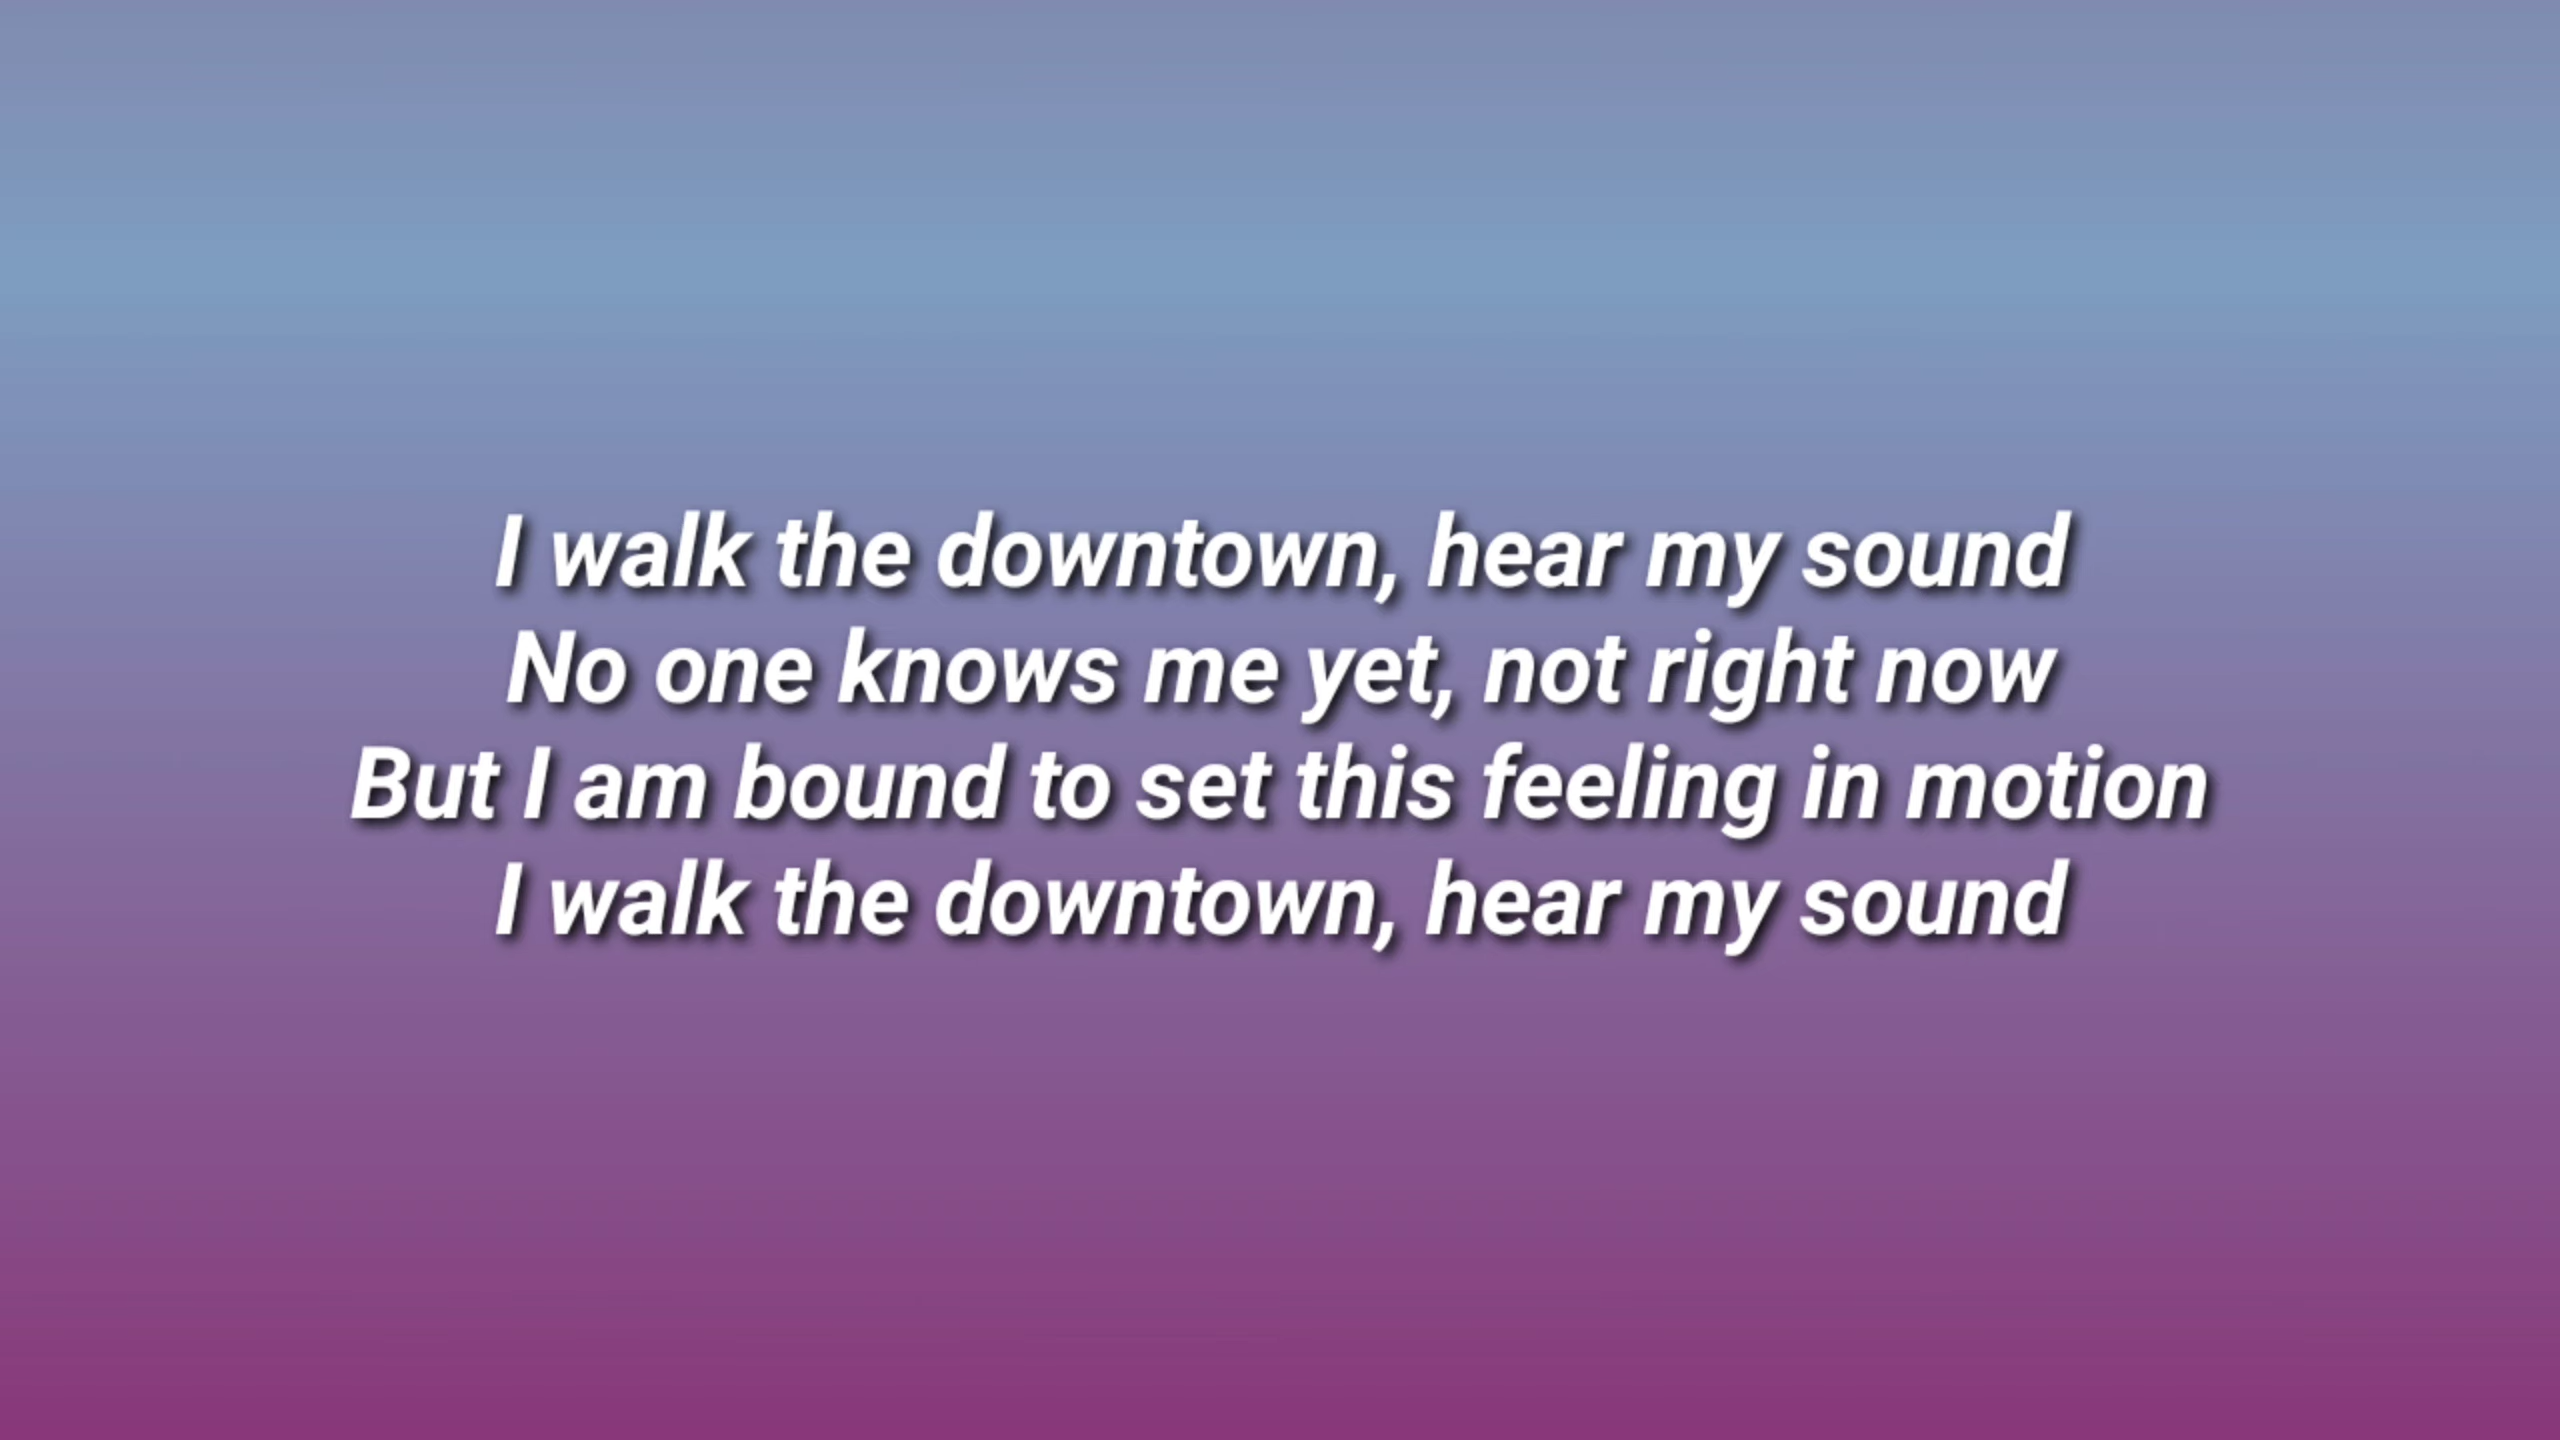 I walk the downtown, hear my sound
No one knows me yet, not right now
But I am bound to set this feeling in motion
I walk the downtown, hear my sound